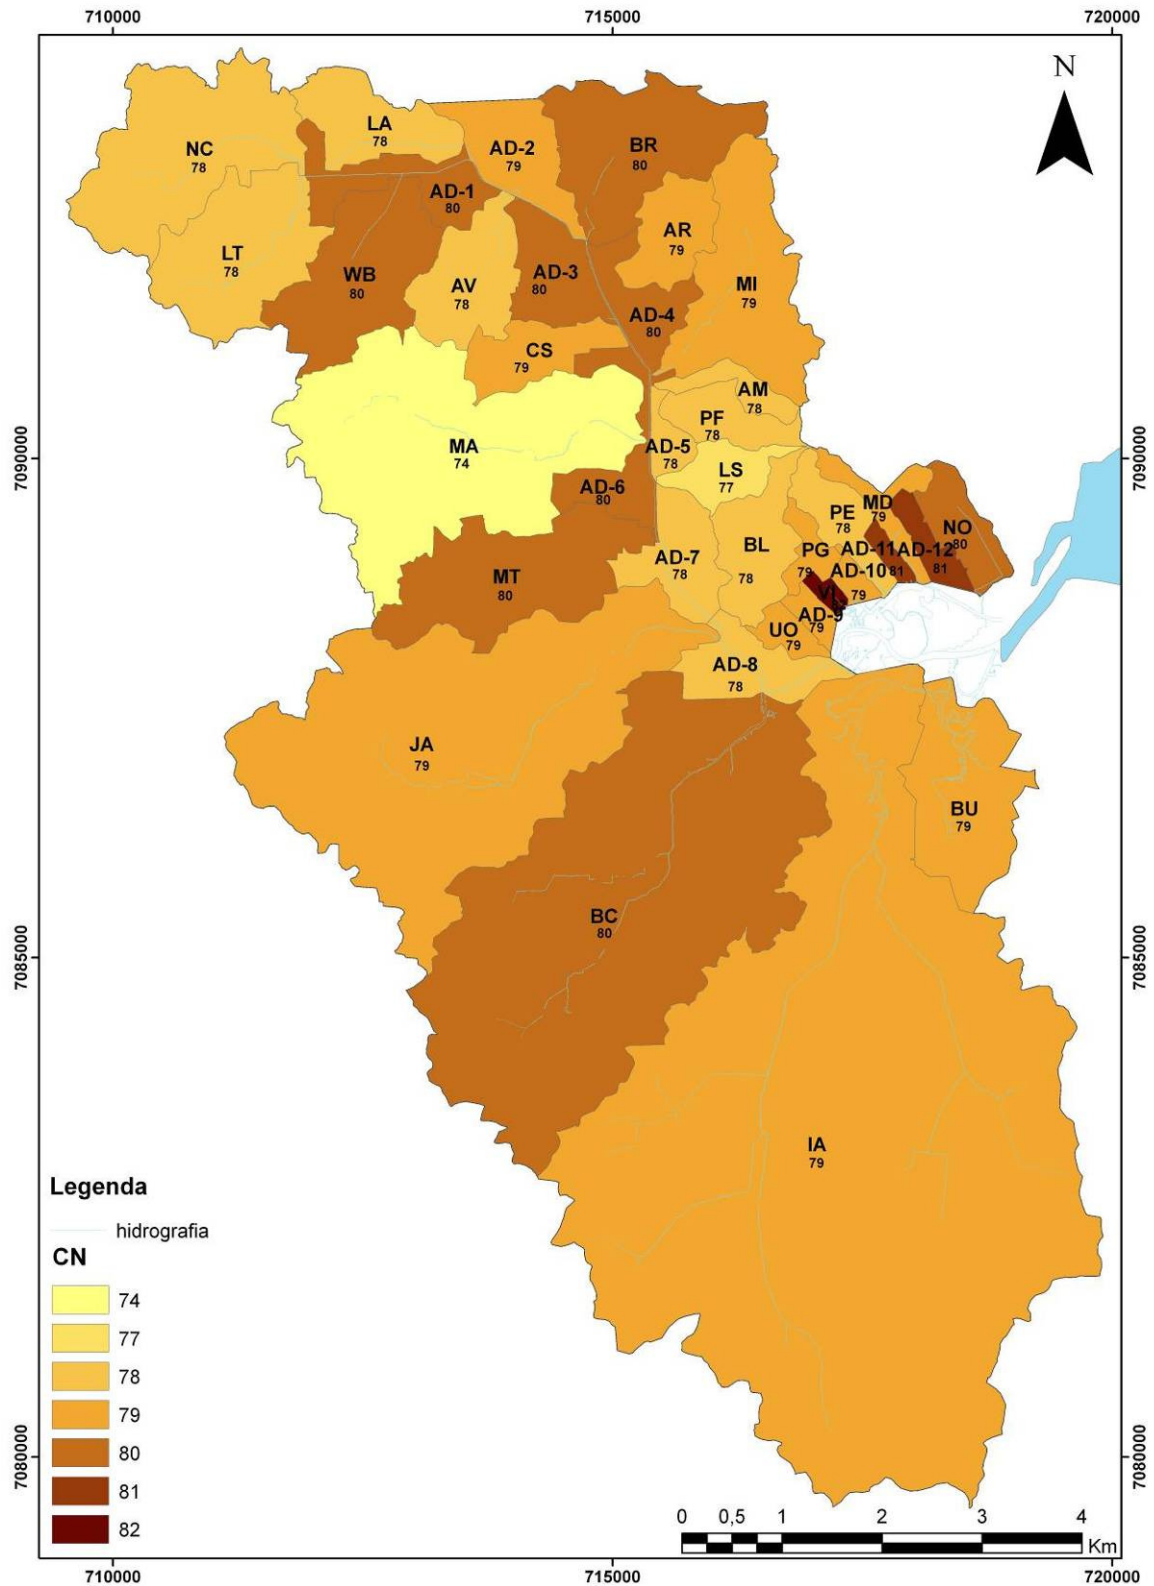 710000
715000
720000
N
NC
78
LA
78
AD-2
79
BR
80
AD-1
80
AR
79
LT
78
WB
80
AV
78
AD-3
80
MI
79
AD-4
80
CS
79
AM
78
PF
78
MA
74
AD-5
78
LS
77
7090000
7090000
AD-6
80
MD
79
PE
78
NO
80
BL
78
PG
79
AD-11
81
AD-12
81
AD-7
78
AD-10
79
MT
80
AD-9
79
UO
79
AD-8
78
JA
79
BU
79
BC
80
7085000
7085000
IA
79
Legenda
hidrografia
CN
74
77
78
79
80
81
82
7080000
7080000
0 0,5 1 2 3 4
Km
710000
715000
720000